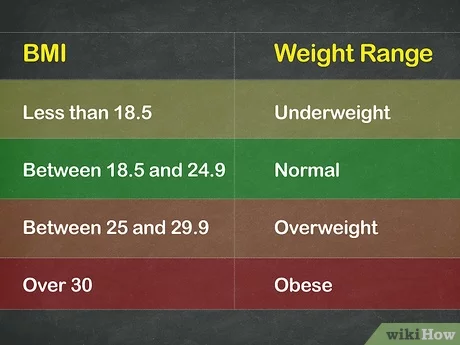 BMI Weight Range
Less than 18.5 Underweight
Between 18.5 and 24.9 Normal
Between 25 and 29.9 Overweight
Over 30 Obese
wikiHow